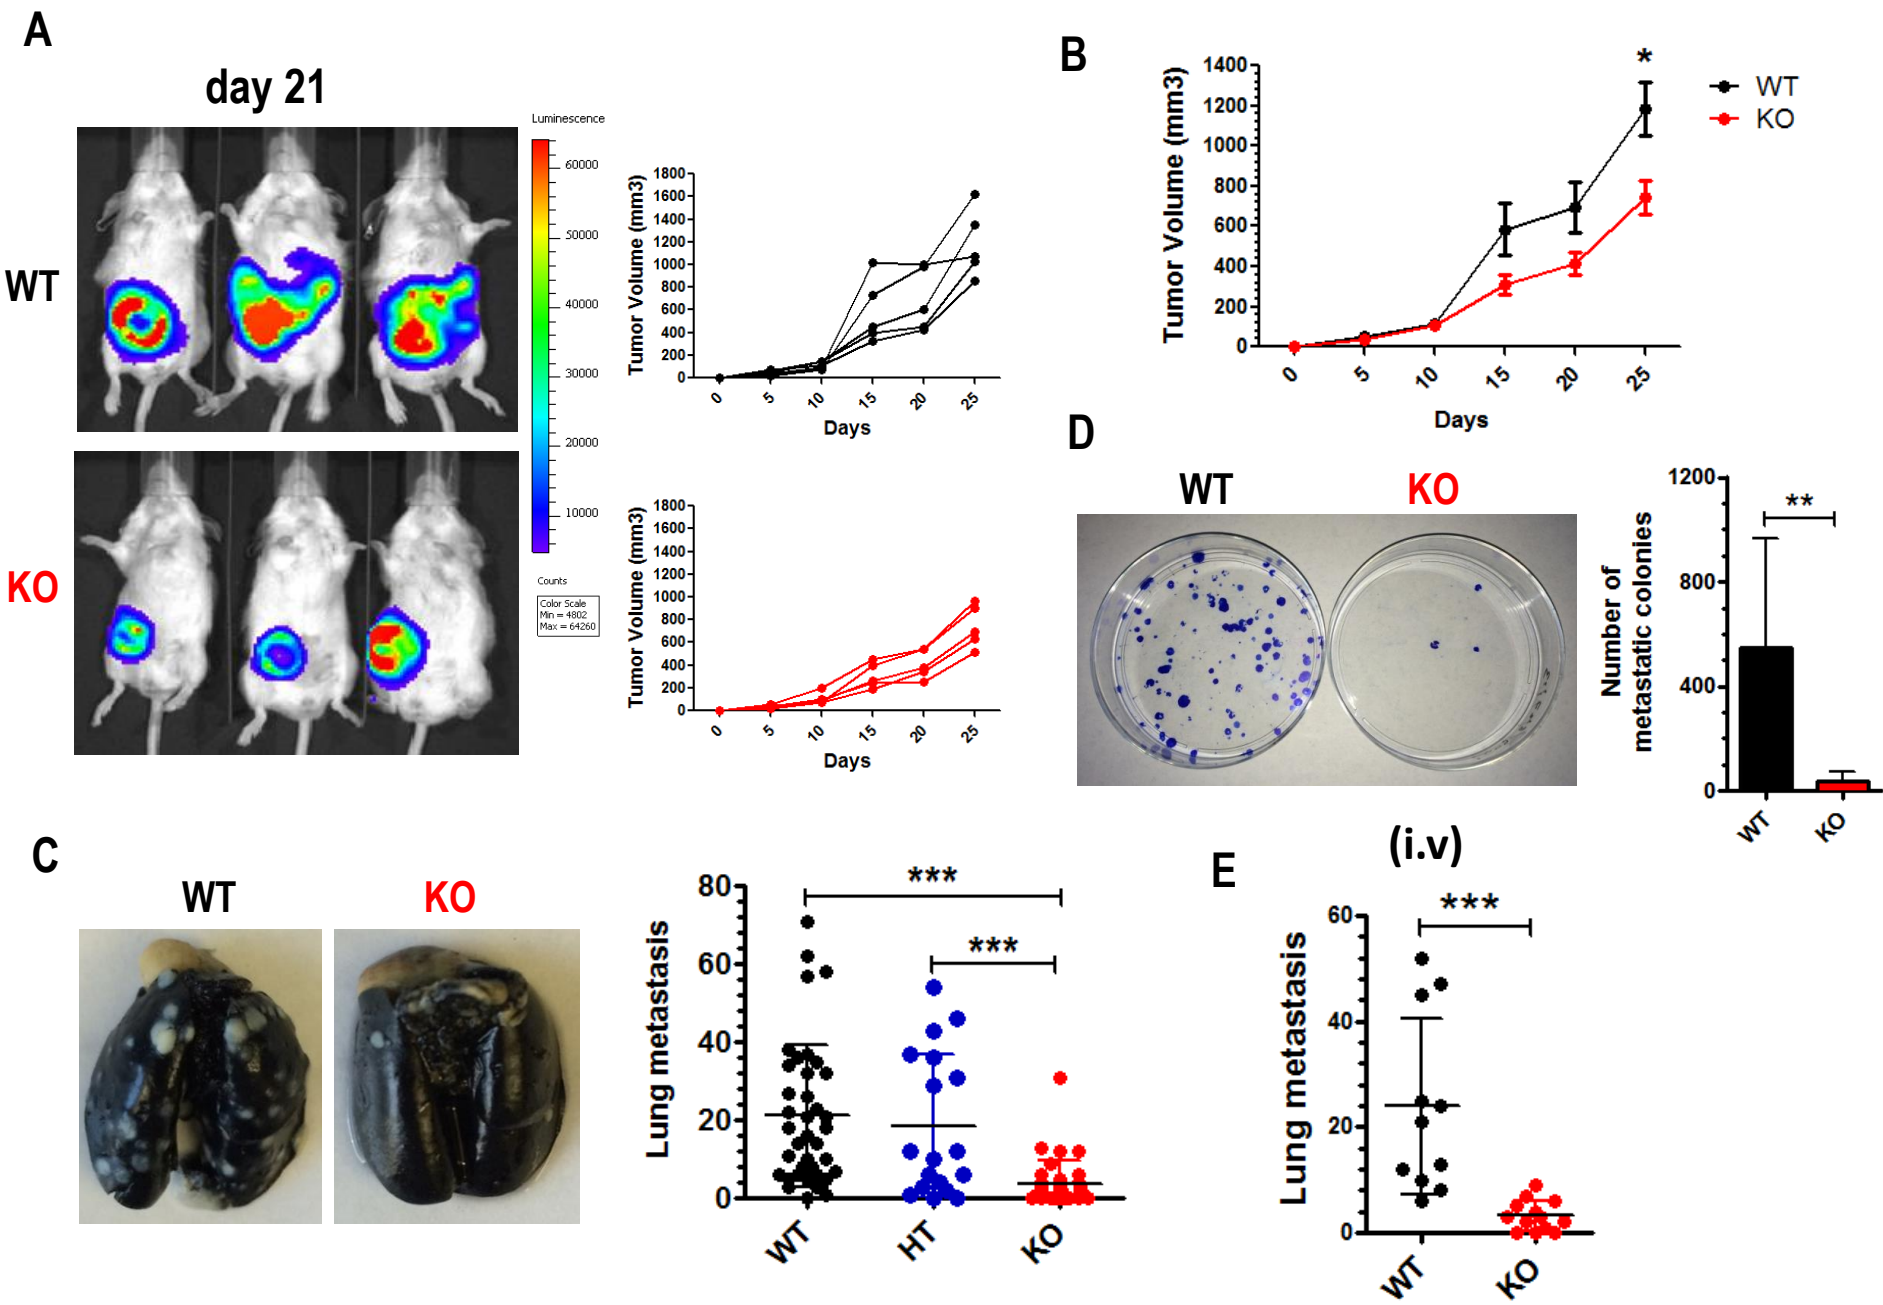 A
day 21
WT
KO
Luminescence
60000
50000
40000
30000
20000
10000
Counts
Color Scale
Min = 4802
Max = 64260
Tumor Volume (mm3)
1800
1600
1400
1200
1000
800
600
400
200
0
0
5
10
15
20
25
Days
Tumor Volume (mm3)
1800
1600
1400
1200
1000
800
600
400
200
0
0
5
10
15
20
25
Days
B
Tumor Volume (mm3)
1400
1200
1000
800
600
400
200
0
*
0
5
10
15
20
25
Days
WT
KO
D
WT
KO
Number of
metastatic colonies
1200
800
400
0
**
WT
KO
C
WT
KO
Lung metastasis
80
60
40
20
0
***
***
WT
HT
KO
E
(i.v)
Lung metastasis
60
40
20
0
***
WT
KO